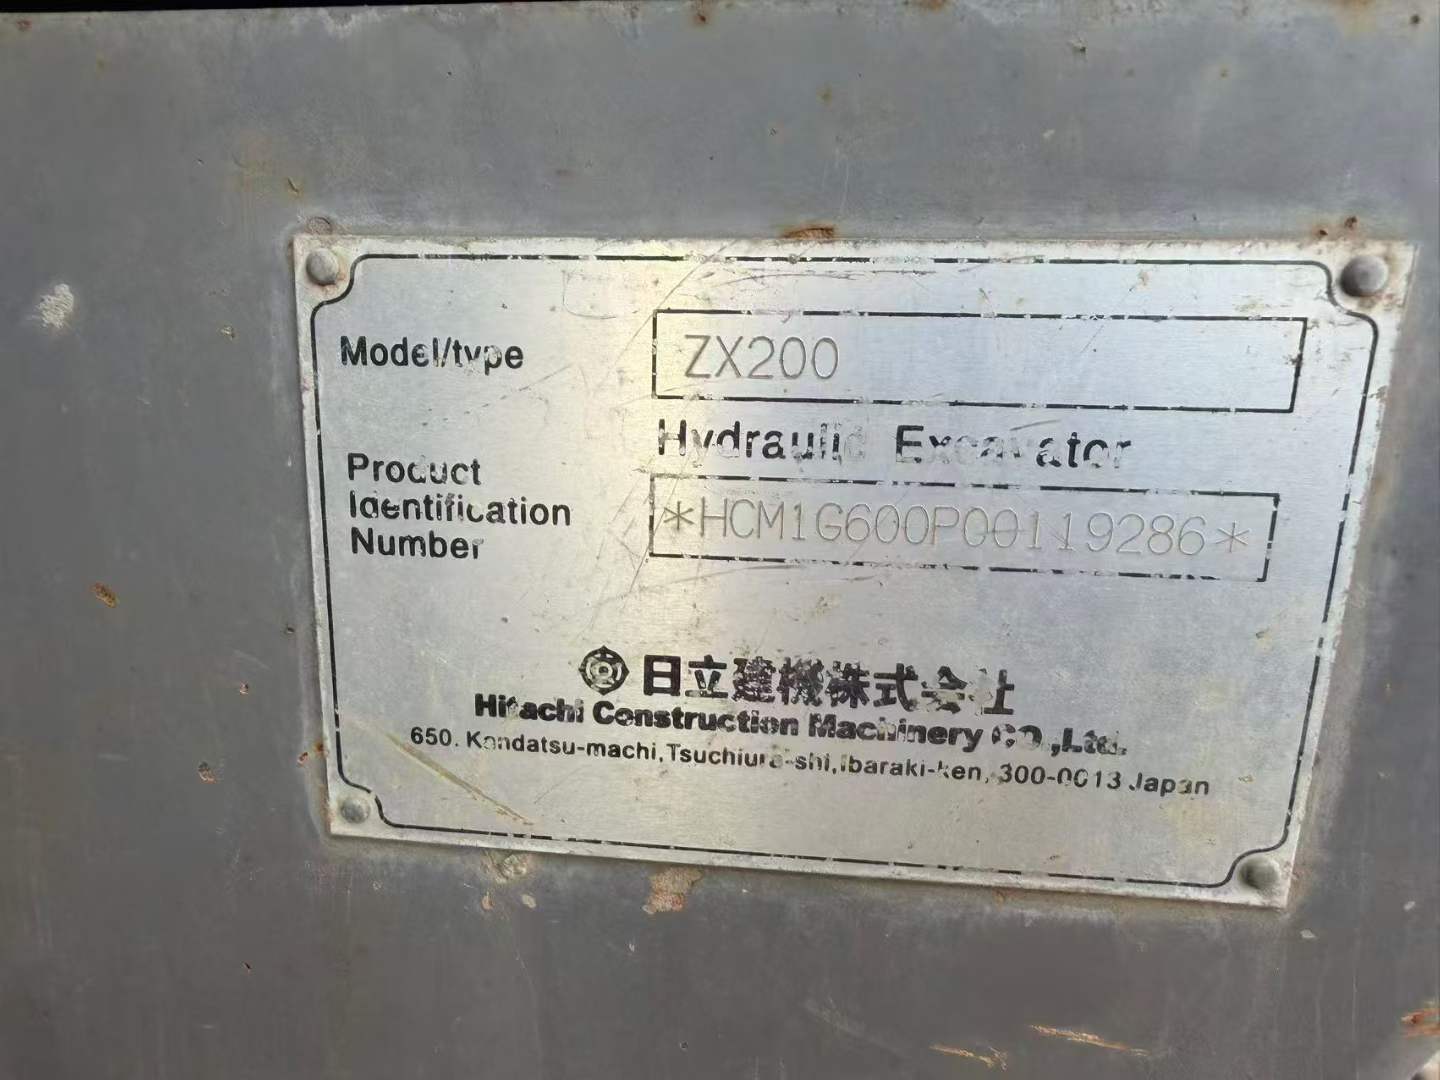 Model/type
ZX200
Hydraulic Excavator
Product
Identification
Number
*HCM1G600P00119286*
日立建機株式会社
Hitachi Construction Machinery CO.,Ltd.
650. Kandatsu-machi,Tsuchiura-shi,Ibaraki-ken, 300-0013 Japan